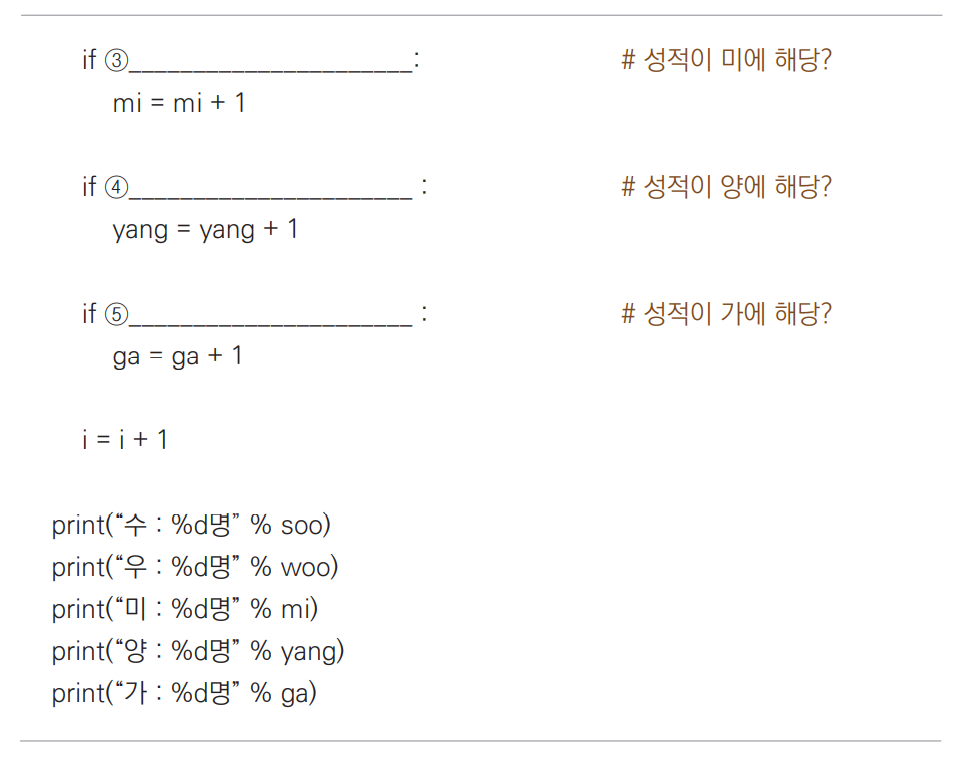 if ③______________________: # 성적이 미에 해당?
mi = mi + 1
if ④______________________ : # 성적이 양에 해당?
yang = yang + 1
if ⑤______________________ : # 성적이 가에 해당?
ga = ga + 1
i = i + 1
print(“수 : %d명” % soo)
print(“우 : %d명” % woo)
print(“미 : %d명” % mi)
print(“양 : %d명” % yang)
print(“가 : %d명” % ga)